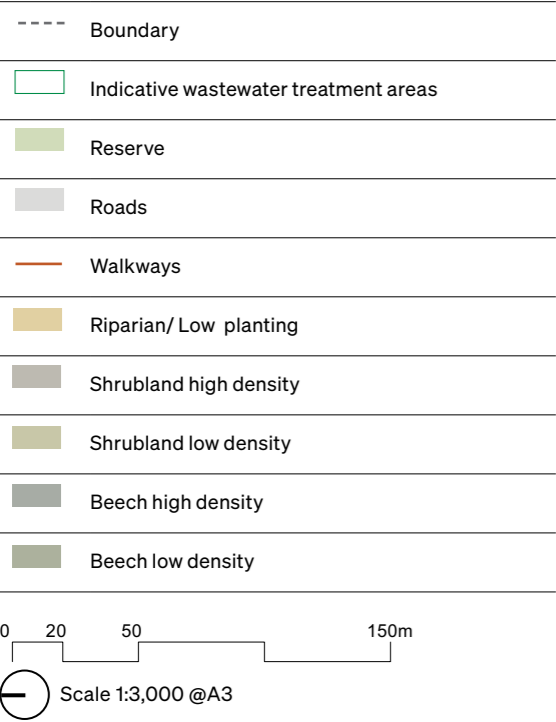 Boundary
Indicative wastewater treatment areas
Reserve
Roads
Walkways
Riparian/ Low planting
Shrubland high density
Shrubland low density
Beech high density
Beech low density
0 20 50 150m
Scale 1:3,000 @A3